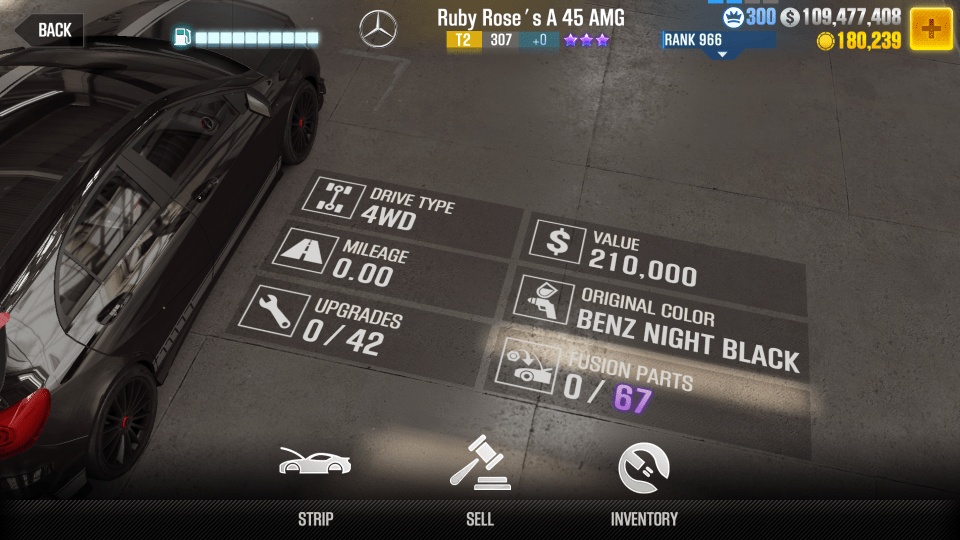 BACK
Ruby Rose's A 45 AMG
T2 307 +0
RANK 966
300 $ 109,477,408
180,239
DRIVE TYPE
4WD
MILEAGE
0.00
UPGRADES
0/42
$ VALUE
210,000
ORIGINAL COLOR
BENZ NIGHT BLACK
FUSION PARTS
0/67
STRIP
SELL
INVENTORY